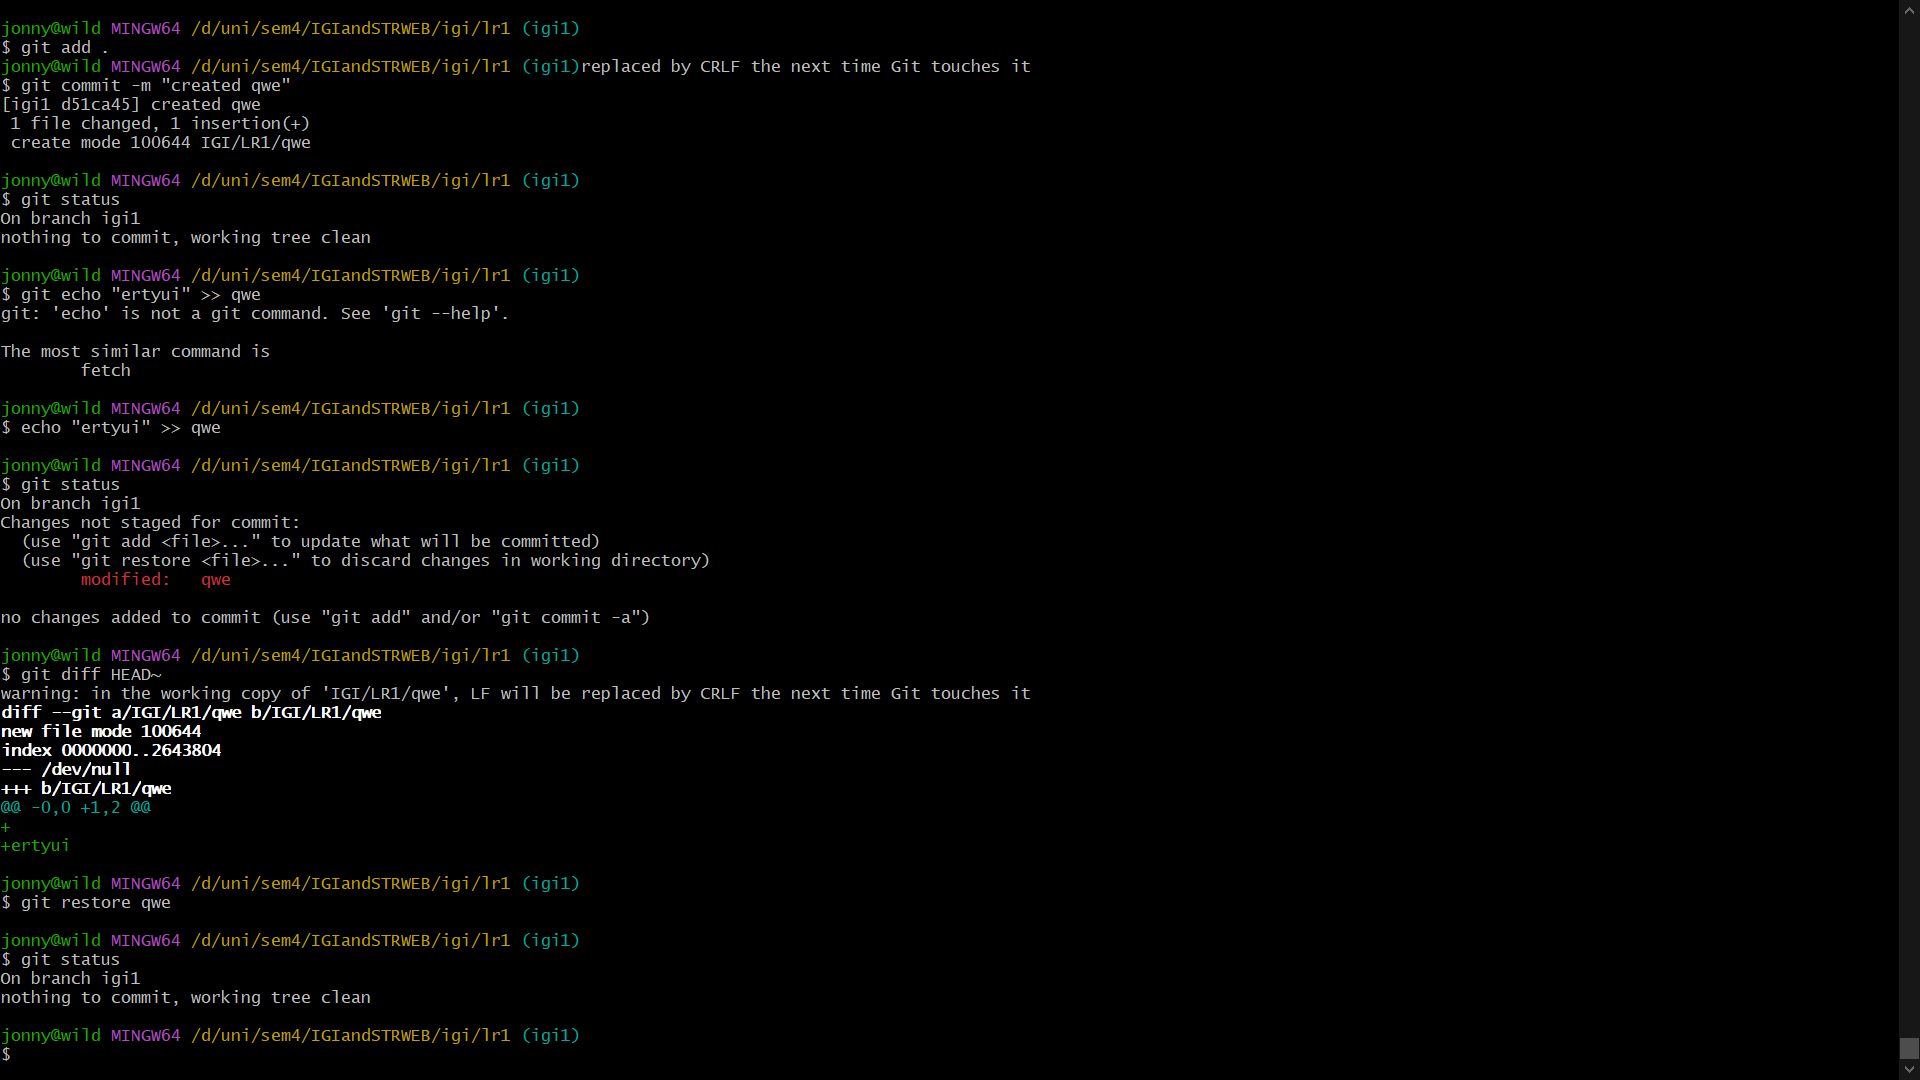 jonny@wild MINGW64 /d/uni/sem4/IGIandSTRWEB/igi/lr1 (igi1)
$ git add .
jonny@wild MINGW64 /d/uni/sem4/IGIandSTRWEB/igi/lr1 (igi1)replaced by CRLF the next time Git touches it
$ git commit -m "created qwe"
[igi1 d51ca45] created qwe
 1 file changed, 1 insertion(+)
 create mode 100644 IGI/LR1/qwe

jonny@wild MINGW64 /d/uni/sem4/IGIandSTRWEB/igi/lr1 (igi1)
$ git status
On branch igi1
nothing to commit, working tree clean

jonny@wild MINGW64 /d/uni/sem4/IGIandSTRWEB/igi/lr1 (igi1)
$ git echo "ertyui" >> qwe
git: 'echo' is not a git command. See 'git --help'.

The most similar command is
        fetch

jonny@wild MINGW64 /d/uni/sem4/IGIandSTRWEB/igi/lr1 (igi1)
$ echo "ertyui" >> qwe

jonny@wild MINGW64 /d/uni/sem4/IGIandSTRWEB/igi/lr1 (igi1)
$ git status
On branch igi1
Changes not staged for commit:
  (use "git add <file>..." to update what will be committed)
  (use "git restore <file>..." to discard changes in working directory)
        modified:   qwe

no changes added to commit (use "git add" and/or "git commit -a")

jonny@wild MINGW64 /d/uni/sem4/IGIandSTRWEB/igi/lr1 (igi1)
$ git diff HEAD~
warning: in the working copy of 'IGI/LR1/qwe', LF will be replaced by CRLF the next time Git touches it
diff --git a/IGI/LR1/qwe b/IGI/LR1/qwe
new file mode 100644
index 0000000..2643804
--- /dev/null
+++ b/IGI/LR1/qwe
@@ -0,0 +1,2 @@
+
+ertyui

jonny@wild MINGW64 /d/uni/sem4/IGIandSTRWEB/igi/lr1 (igi1)
$ git restore qwe

jonny@wild MINGW64 /d/uni/sem4/IGIandSTRWEB/igi/lr1 (igi1)
$ git status
On branch igi1
nothing to commit, working tree clean

jonny@wild MINGW64 /d/uni/sem4/IGIandSTRWEB/igi/lr1 (igi1)
$